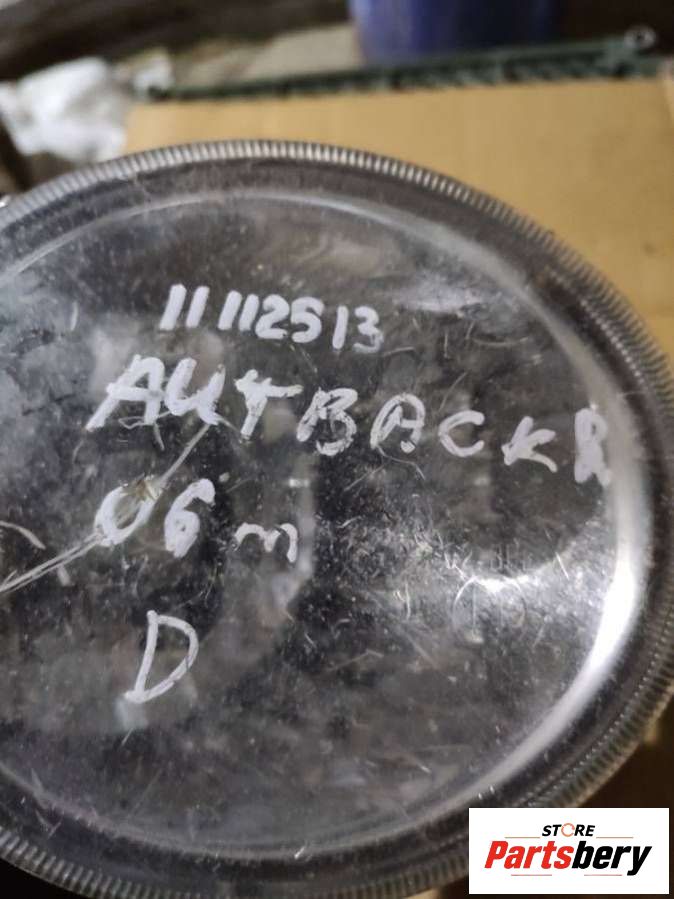 11112513
AUTBACK R
06 m
D
STORE
Partsbery